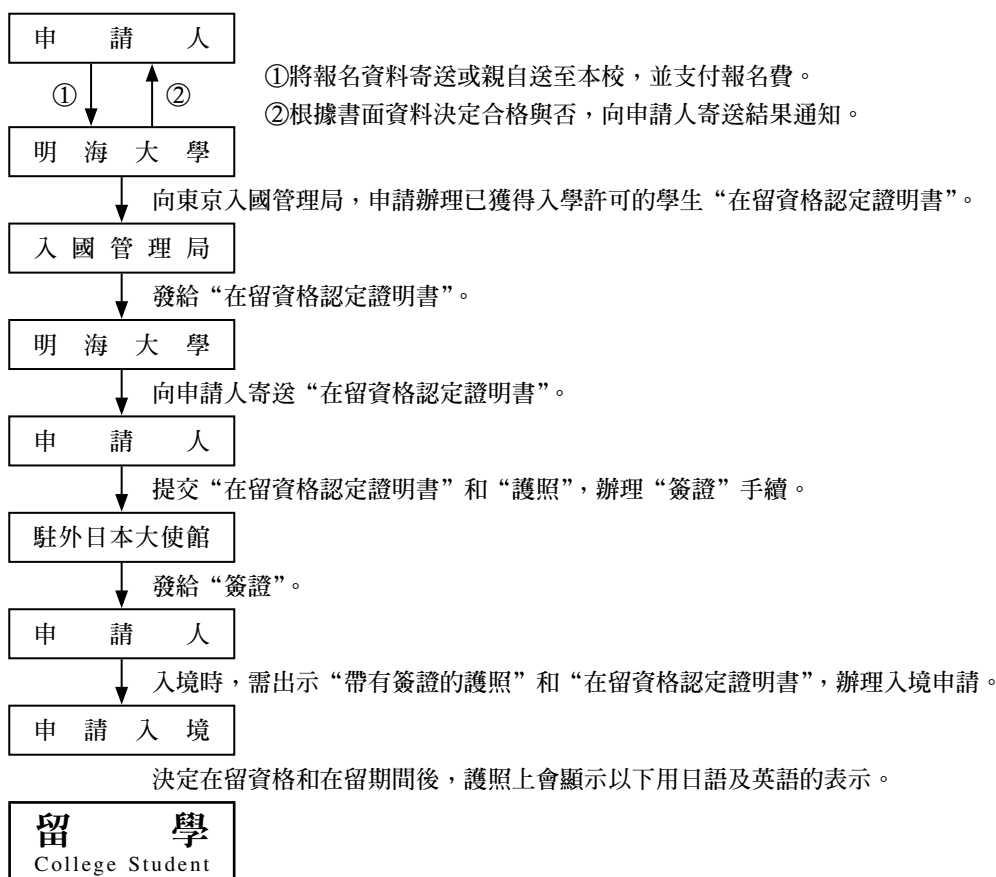 申請人
①將報名資料寄送或親自送至本校，並支付報名費。
① ②
②根據書面資料決定合格與否，向申請人寄送結果通知。
明海大學
向東京入國管理局，申請辦理已獲得入學許可的學生“在留資格認定證明書”。
入國管理局
發給“在留資格認定證明書”。
明海大學
向申請人寄送“在留資格認定證明書”。
申請人
提交“在留資格認定證明書”和“護照”，辦理“簽證”手續。
駐外日本大使館
發給“簽證”。
申請人
入境時，需出示“帶有簽證的護照”和“在留資格認定證明書”，辦理入境申請。
申請入境
決定在留資格和在留期間後，護照上會顯示以下用日語及英語的表示。
留學
College Student